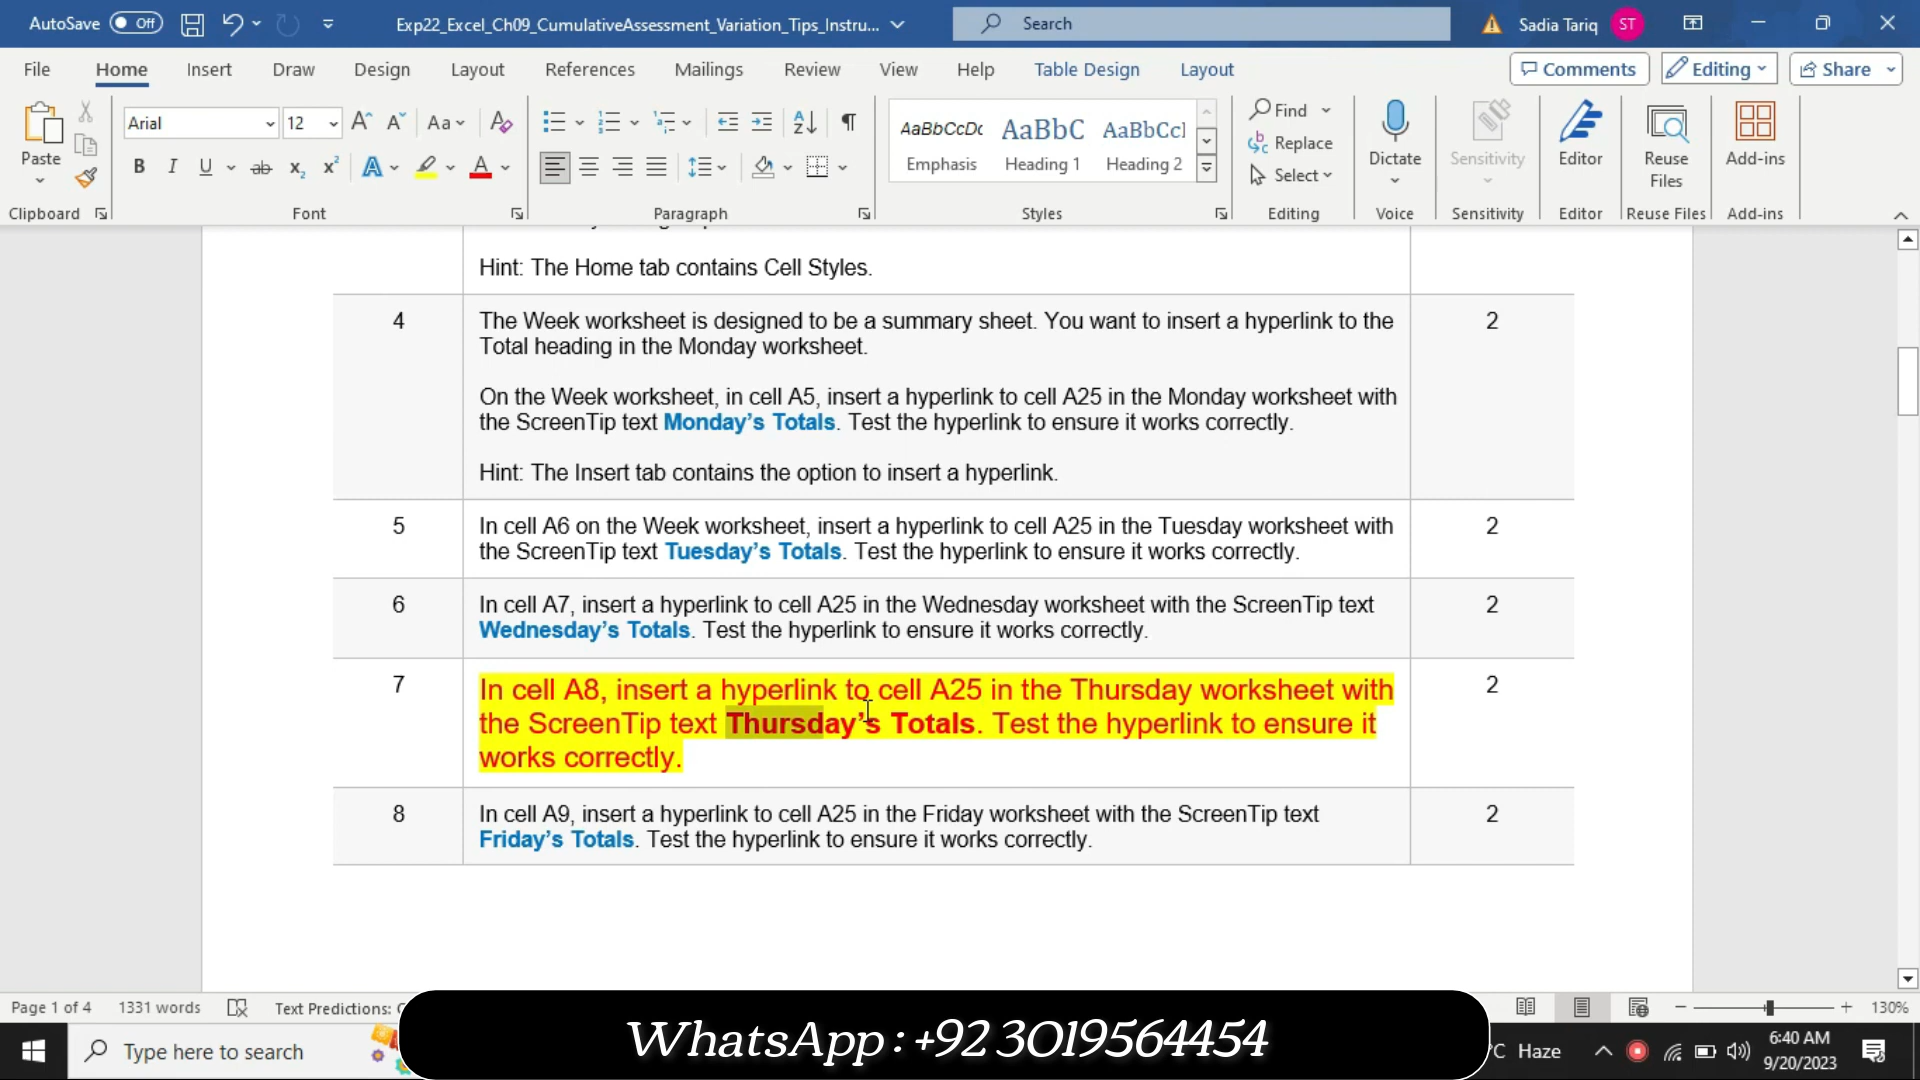 AutoSave Off
Exp22_Excel_Ch09_CumulativeAssessment_Variation_Tips_Instru...
Search
Sadia Tariq ST
File Home Insert Draw Design Layout References Mailings Review View Help Table Design Layout
Comments Editing Share
Paste
Arial 12
Aa
AaBbCcDc AaBbC AaBbCcl
Emphasis Heading 1 Heading 2
Find
Replace
Select
Dictate
Sensitivity
Editor
Reuse Files
Add-ins
Clipboard Font Paragraph Styles Editing Voice Sensitivity Editor Reuse Files Add-ins
Hint: The Home tab contains Cell Styles.
4 The Week worksheet is designed to be a summary sheet. You want to insert a hyperlink to the 2
Total heading in the Monday worksheet.
On the Week worksheet, in cell A5, insert a hyperlink to cell A25 in the Monday worksheet with
the ScreenTip text Monday’s Totals. Test the hyperlink to ensure it works correctly.
Hint: The Insert tab contains the option to insert a hyperlink.
5 In cell A6 on the Week worksheet, insert a hyperlink to cell A25 in the Tuesday worksheet with 2
the ScreenTip text Tuesday’s Totals. Test the hyperlink to ensure it works correctly.
6 In cell A7, insert a hyperlink to cell A25 in the Wednesday worksheet with the ScreenTip text 2
Wednesday’s Totals. Test the hyperlink to ensure it works correctly.
7 In cell A8, insert a hyperlink to cell A25 in the Thursday worksheet with 2
the ScreenTip text Thursday’s Totals. Test the hyperlink to ensure it
works correctly.
8 In cell A9, insert a hyperlink to cell A25 in the Friday worksheet with the ScreenTip text 2
Friday’s Totals. Test the hyperlink to ensure it works correctly.
Page 1 of 4 1331 words Text Predictions: 130%
WhatsApp : +92 3019564454
Type here to search
°C Haze
6:40 AM
9/20/2023